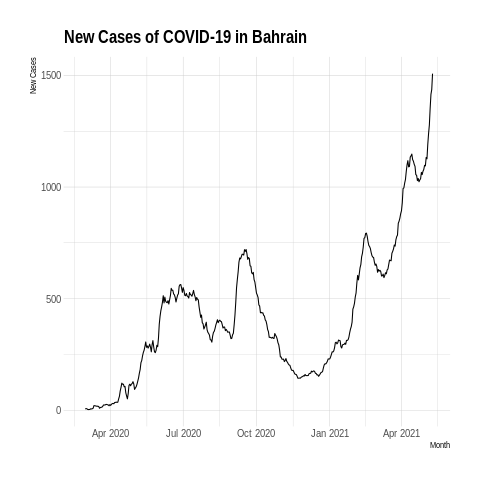 New Cases of COVID-19 in Bahrain
New Cases
1500
1000
500
0
Apr 2020 Jul 2020 Oct 2020 Jan 2021 Apr 2021
Month